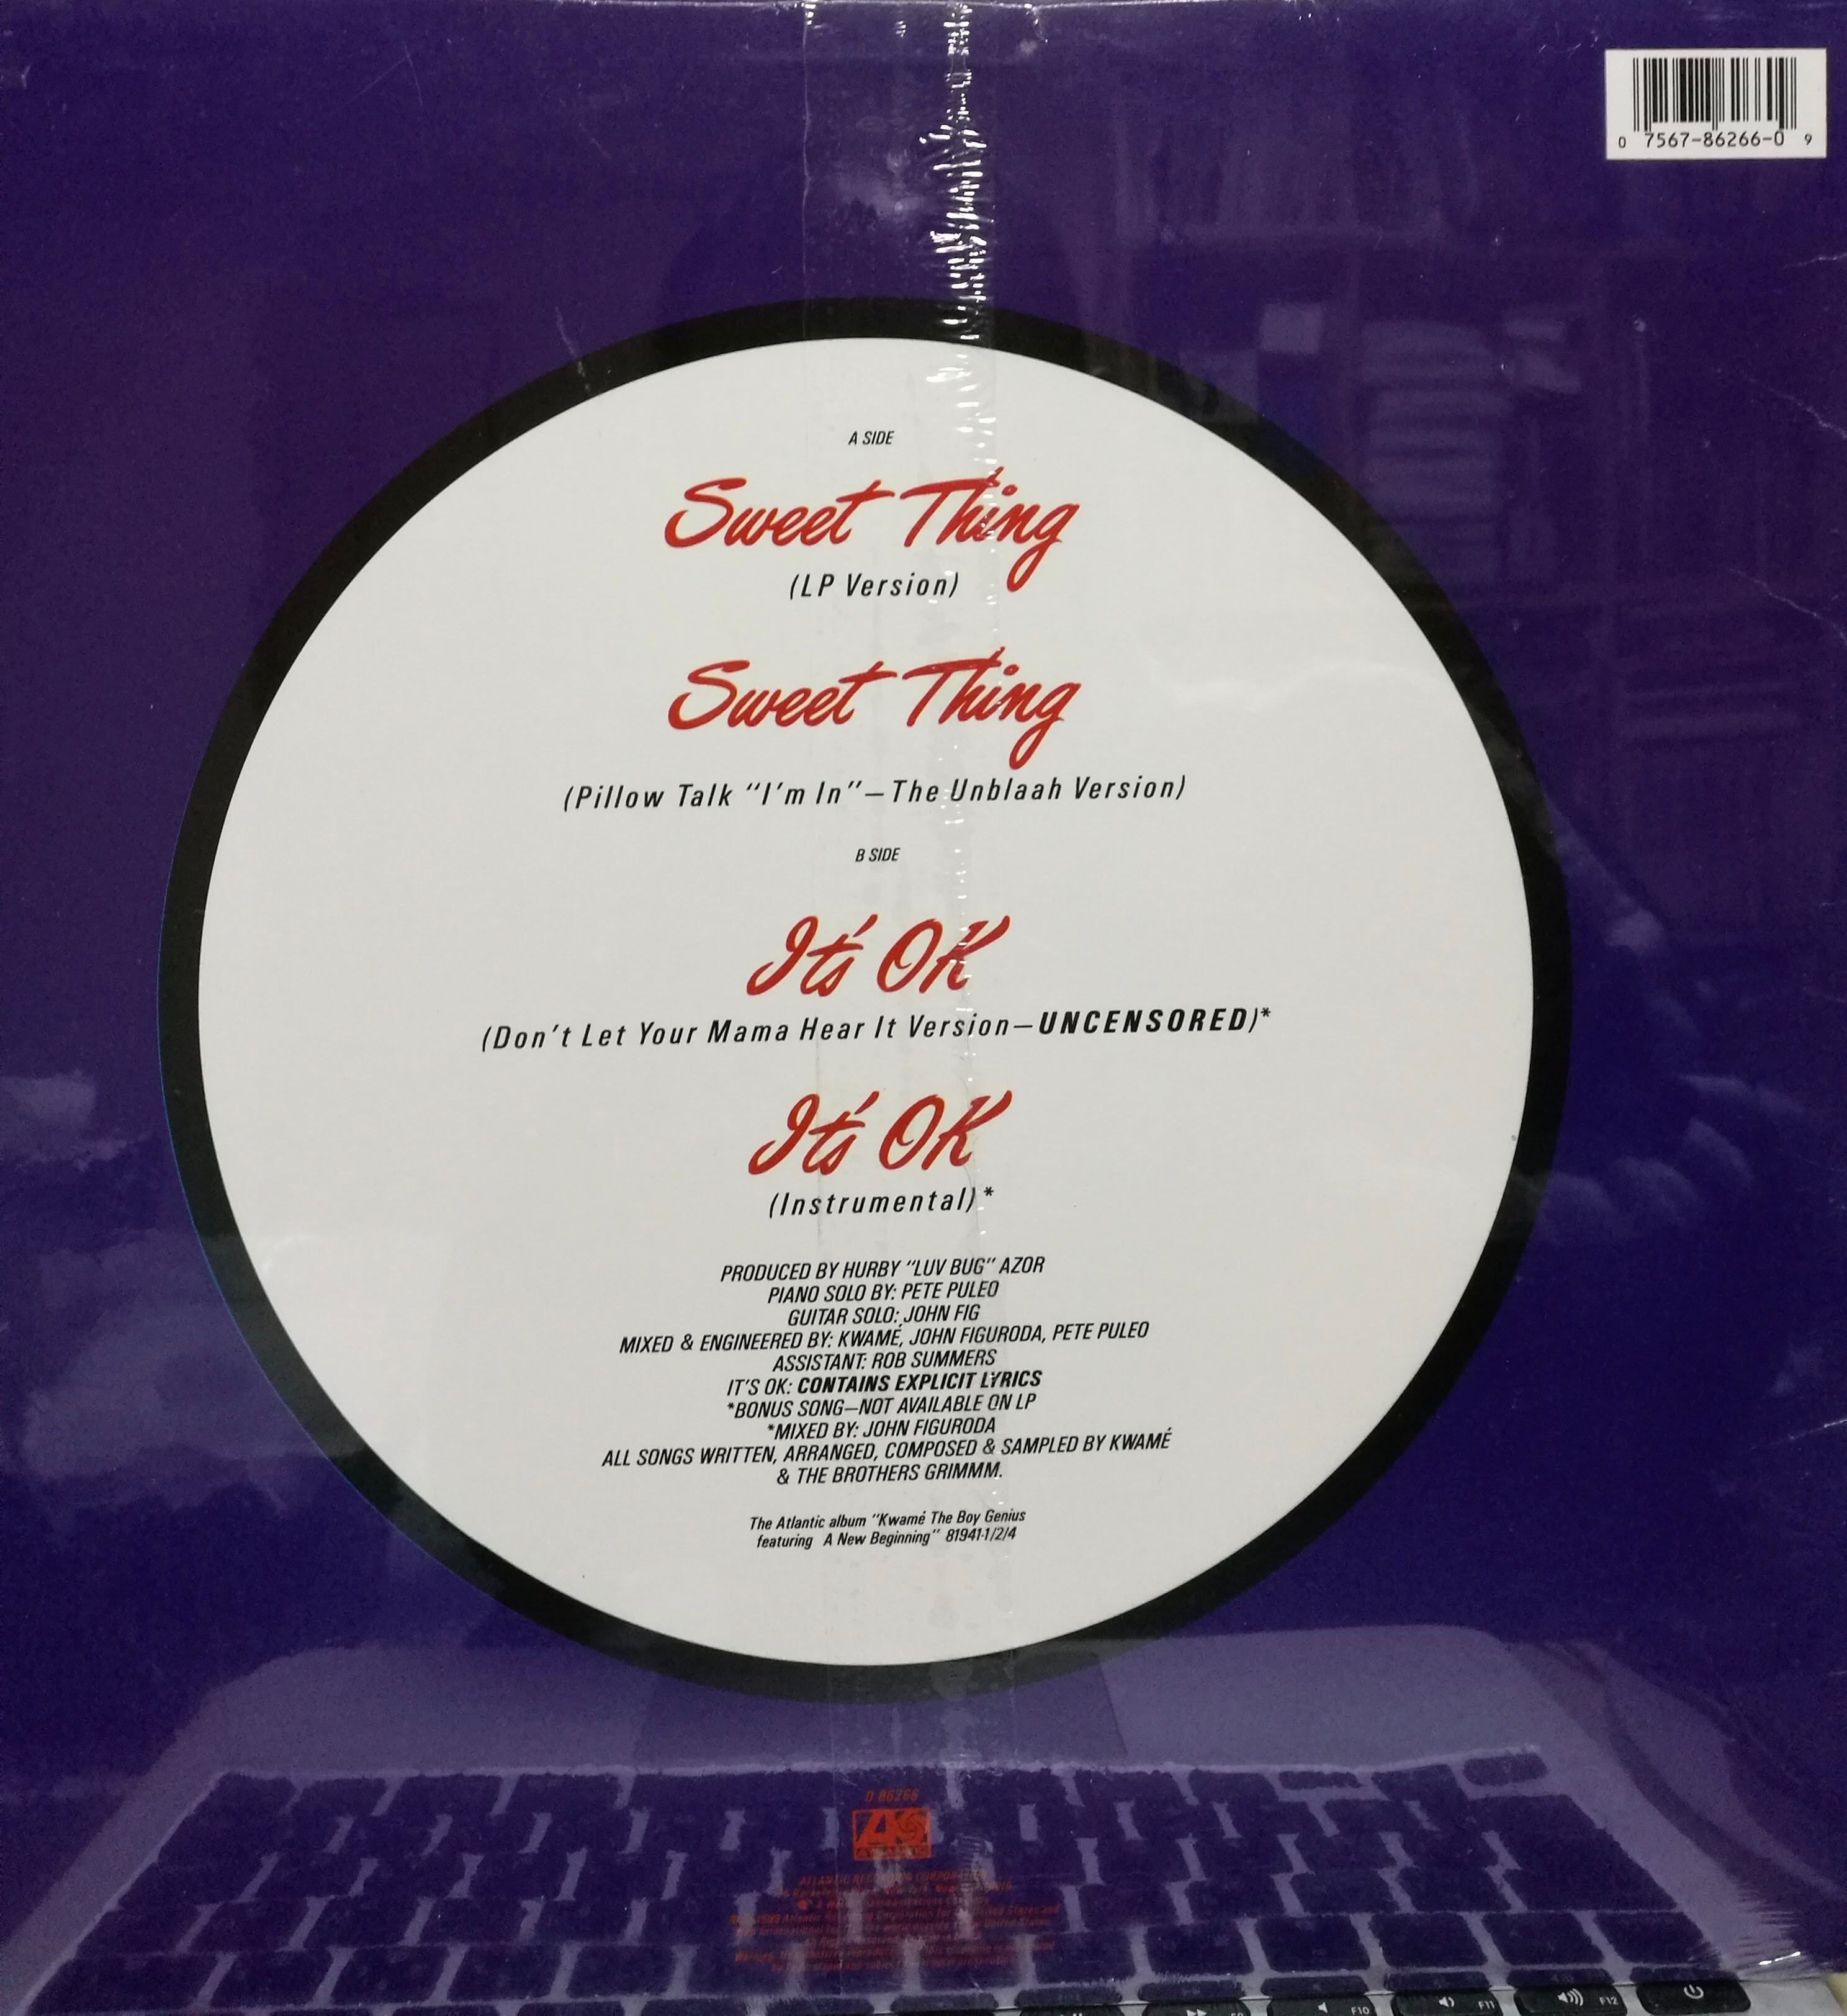 0 7567-86266-0 9
A SIDE
Sweet Thing
(LP Version)
Sweet Thing
(Pillow Talk “I’m In”—The Unblaah Version)
B SIDE
It's OK
(Don’t Let Your Mama Hear It Version—UNCENSORED)*
It's OK
(Instrumental)*
PRODUCED BY HURBY “LUV BUG” AZOR
PIANO SOLO BY: PETE PULEO
GUITAR SOLO: JOHN FIG
MIXED & ENGINEERED BY: KWAMÉ, JOHN FIGURODA, PETE PULEO
ASSISTANT: ROB SUMMERS
IT’S OK: CONTAINS EXPLICIT LYRICS
*BONUS SONG—NOT AVAILABLE ON LP
*MIXED BY: JOHN FIGURODA
ALL SONGS WRITTEN, ARRANGED, COMPOSED & SAMPLED BY KWAMÉ
& THE BROTHERS GRIMMM.
The Atlantic album “Kwamé The Boy Genius
featuring A New Beginning” 81941-1/2/4
0 86266
ATLANTIC
F10 F11 F12